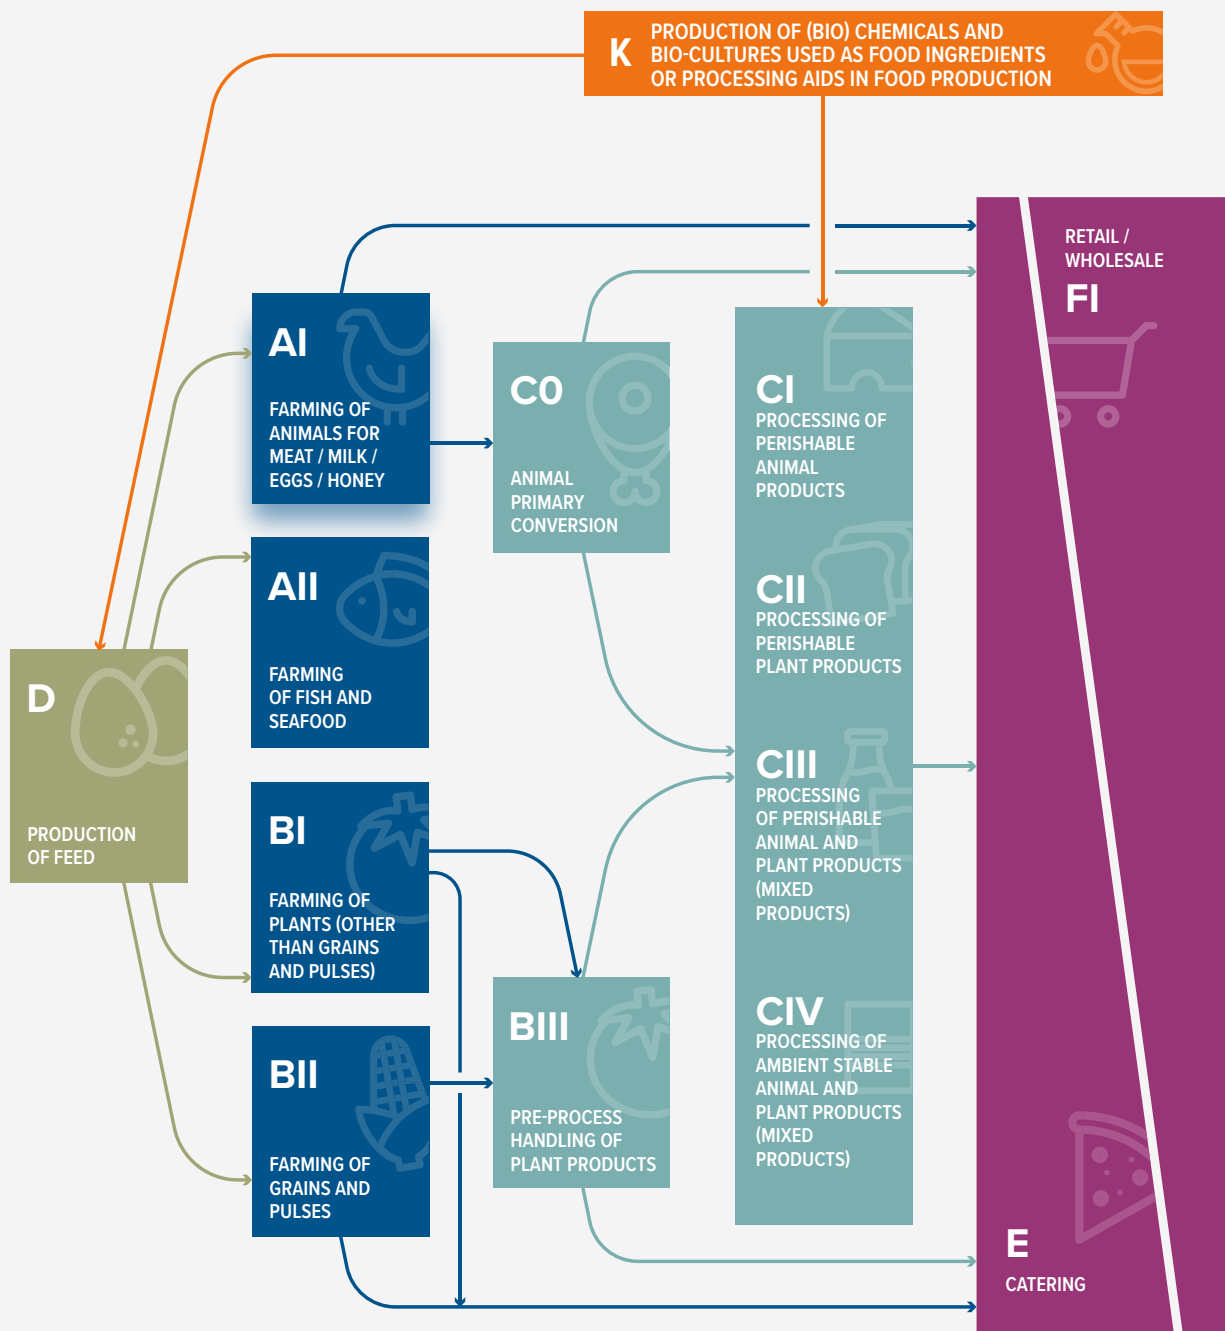 K
PRODUCTION OF (BIO) CHEMICALS AND
BIO-CULTURES USED AS FOOD INGREDIENTS
OR PROCESSING AIDS IN FOOD PRODUCTION
RETAIL /
WHOLESALE
FI
AI
FARMING OF
ANIMALS FOR
MEAT / MILK /
EGGS / HONEY
C0
ANIMAL
PRIMARY
CONVERSION
CI
PROCESSING OF
PERISHABLE
ANIMAL
PRODUCTS
AII
FARMING
OF FISH AND
SEAFOOD
CII
PROCESSING OF
PERISHABLE
PLANT PRODUCTS
D
PRODUCTION
OF FEED
BI
FARMING OF
PLANTS (OTHER
THAN GRAINS
AND PULSES)
CIII
PROCESSING
OF PERISHABLE
ANIMAL AND
PLANT PRODUCTS
(MIXED
PRODUCTS)
BII
FARMING OF
GRAINS AND
PULSES
BIII
PRE-PROCESS
HANDLING OF
PLANT PRODUCTS
CIV
PROCESSING OF
AMBIENT STABLE
ANIMAL AND
PLANT PRODUCTS
(MIXED
PRODUCTS)
E
CATERING